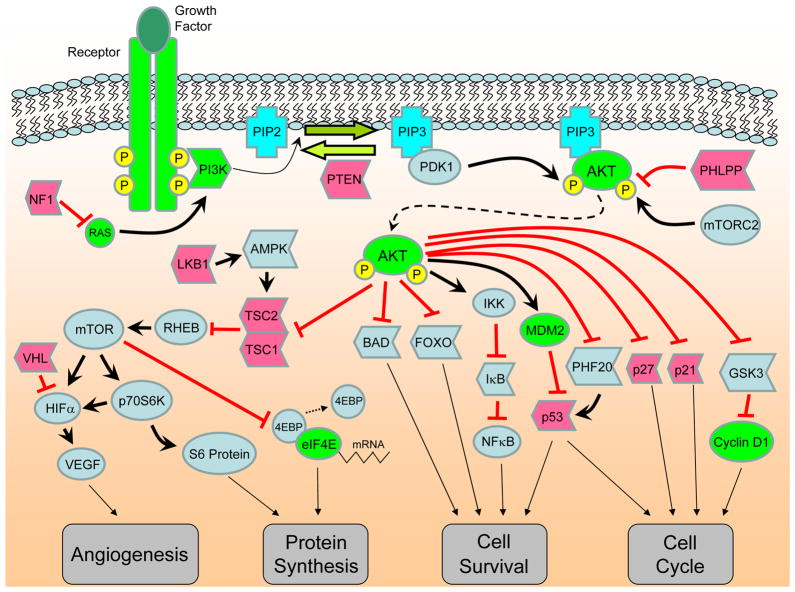 Growth
Factor
Receptor
PIP2
PIP3
PIP3
P
P
P
P
PI3K
PTEN
PDK1
AKT
P
P
PHLPP
NF1
RAS
mTORC2
LKB1
AMPK
AKT
P
P
TSC2
TSC1
RHEB
mTOR
IKK
MDM2
BAD
FOXO
PHF20
p27
p21
GSK3
VHL
HIFα
p70S6K
4EBP
4EBP
eIF4E
mRNA
IκB
p53
NFκB
Cyclin D1
VEGF
S6 Protein
Angiogenesis
Protein
Synthesis
Cell
Survival
Cell
Cycle